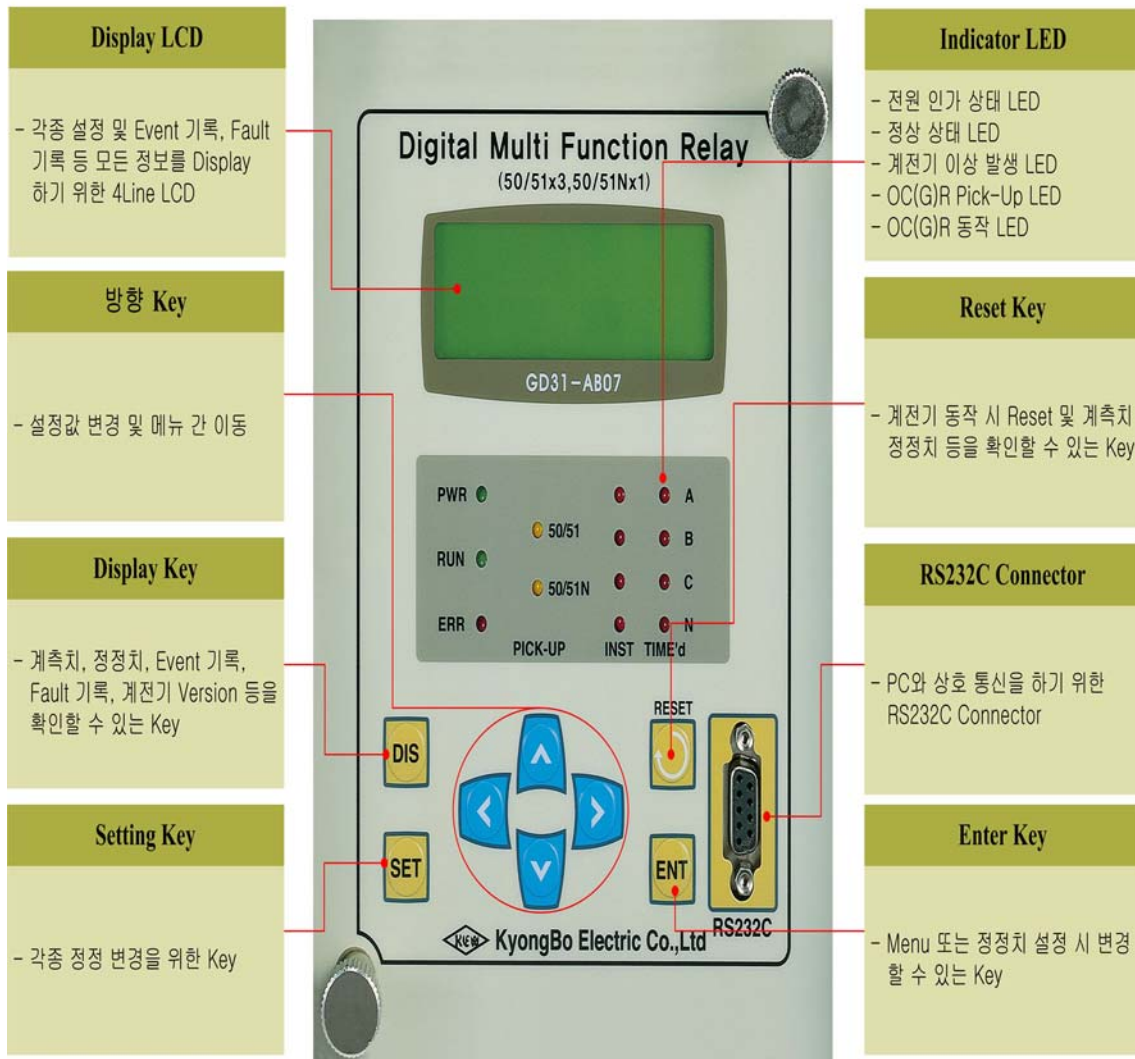 Display LCD
- 각종 설정 및 Event 기록, Fault
기록 등 모든 정보를 Display
하기 위한 4Line LCD
방향 Key
- 설정값 변경 및 메뉴 간 이동
Display Key
- 계측치, 정정치, Event 기록,
Fault 기록, 계전기 Version 등을
확인할 수 있는 Key
Setting Key
- 각종 정정 변경을 위한 Key
Digital Multi Function Relay
(50/51x3,50/51Nx1)
GD31-AB07
PWR
50/51
RUN
50/51N
ERR
PICK-UP
INST
TIME'd
A
B
C
N
DIS
RESET
SET
ENT
RS232C
KEW
KyongBo Electric Co.,Ltd
Indicator LED
- 전원 인가 상태 LED
- 정상 상태 LED
- 계전기 이상 발생 LED
- OC(G)R Pick-Up LED
- OC(G)R 동작 LED
Reset Key
- 계전기 동작 시 Reset 및 계측치
정정치 등을 확인할 수 있는 Key
RS232C Connector
- PC와 상호 통신을 하기 위한
RS232C Connector
Enter Key
- Menu 또는 정정치 설정 시 변경
할 수 있는 Key